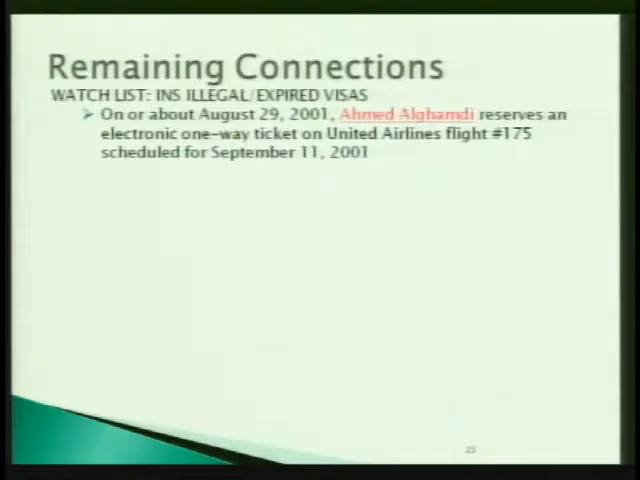 Remaining Connections
WATCH LIST: INS ILLEGAL/EXPIRED VISAS
➢ On or about August 29, 2001, Ahmed Alghamdi reserves an
electronic one-way ticket on United Airlines flight #175
scheduled for September 11, 2001